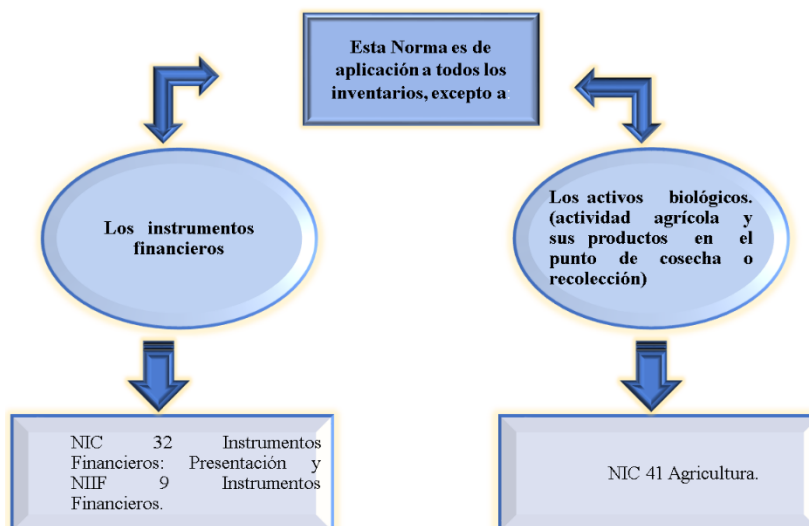 Esta Norma es de
aplicación a todos los
inventarios, excepto a:
Los instrumentos
financieros
Los activos biológicos.
(actividad agrícola y
sus productos en el
punto de cosecha o
recolección)
NIC 32 Instrumentos
Financieros: Presentación y
NIIF 9 Instrumentos
Financieros.
NIC 41 Agricultura.